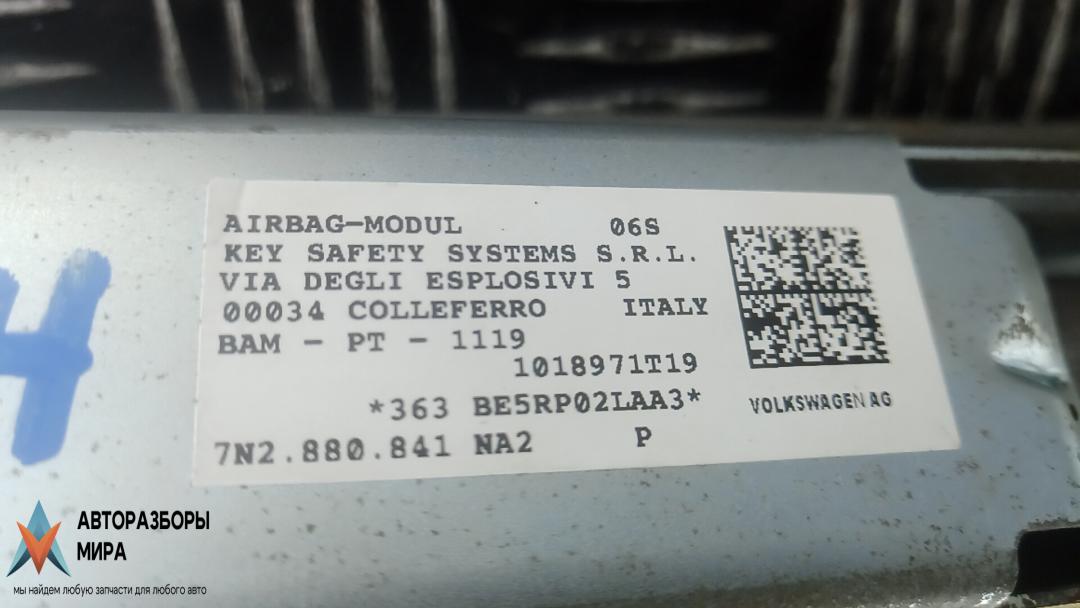 AIRBAG-MODUL 06S
KEY SAFETY SYSTEMS S.R.L.
VIA DEGLI ESPLOSIVI 5
00034 COLLEFERRO ITALY
BAM - PT - 1119
1018971T19
*363 BE5RP02LAA3*
7N2.880.841 NA2 P
VOLKSWAGEN AG
4
АВТОРАЗБОРЫ
МИРА
мы найдем любую запчасти для любого авто